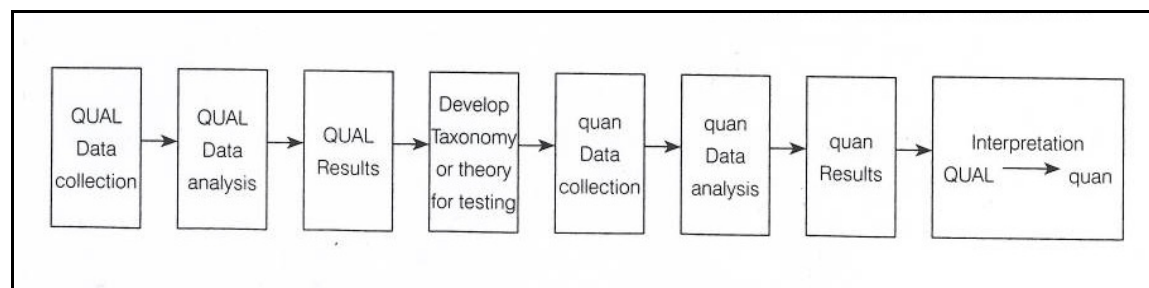 QUAL
Data
collection
QUAL
Data
analysis
QUAL
Results
Develop
Taxonomy
or theory
for testing
quan
Data
collection
quan
Data
analysis
quan
Results
Interpretation
QUAL quan